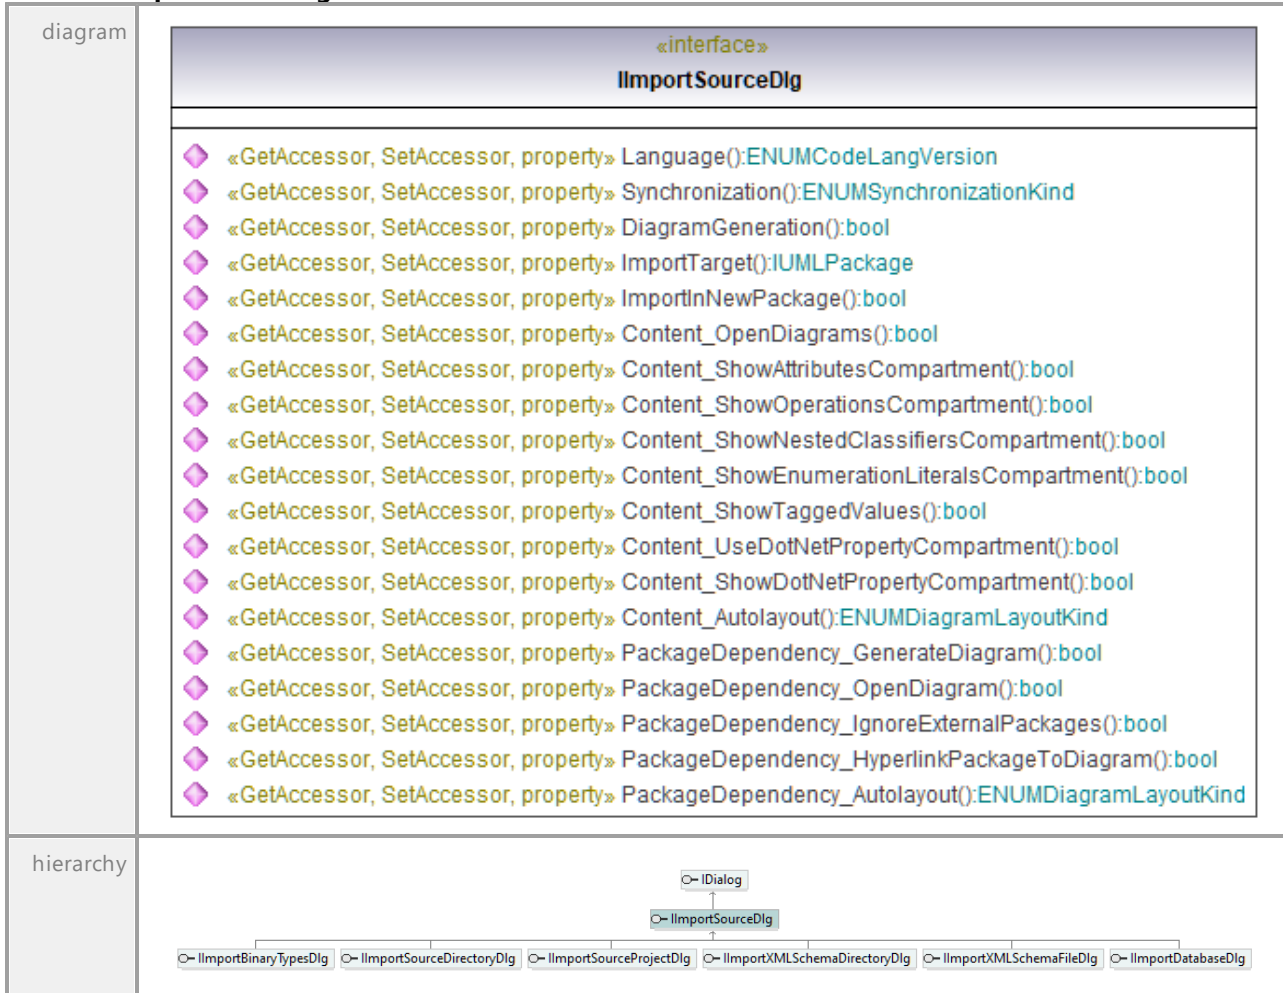 diagram
«interface»
IImportSourceDlg
«GetAccessor, SetAccessor, property» Language():ENUMCodeLangVersion
«GetAccessor, SetAccessor, property» Synchronization():ENUMSynchronizationKind
«GetAccessor, SetAccessor, property» DiagramGeneration():bool
«GetAccessor, SetAccessor, property» ImportTarget():IUMLPackage
«GetAccessor, SetAccessor, property» ImportInNewPackage():bool
«GetAccessor, SetAccessor, property» Content_OpenDiagrams():bool
«GetAccessor, SetAccessor, property» Content_ShowAttributesCompartment():bool
«GetAccessor, SetAccessor, property» Content_ShowOperationsCompartment():bool
«GetAccessor, SetAccessor, property» Content_ShowNestedClassifiersCompartment():bool
«GetAccessor, SetAccessor, property» Content_ShowEnumerationLiteralsCompartment():bool
«GetAccessor, SetAccessor, property» Content_ShowTaggedValues():bool
«GetAccessor, SetAccessor, property» Content_UseDotNetPropertyCompartment():bool
«GetAccessor, SetAccessor, property» Content_ShowDotNetPropertyCompartment():bool
«GetAccessor, SetAccessor, property» Content_Autolayout():ENUMDiagramLayoutKind
«GetAccessor, SetAccessor, property» PackageDependency_GenerateDiagram():bool
«GetAccessor, SetAccessor, property» PackageDependency_OpenDiagram():bool
«GetAccessor, SetAccessor, property» PackageDependency_IgnoreExternalPackages():bool
«GetAccessor, SetAccessor, property» PackageDependency_HyperlinkPackageToDiagram():bool
«GetAccessor, SetAccessor, property» PackageDependency_Autolayout():ENUMDiagramLayoutKind
hierarchy
IDialog
IImportSourceDlg
IImportBinaryTypesDlg IImportSourceDirectoryDlg IImportSourceProjectDlg IImportXMLSchemaDirectoryDlg IImportXMLSchemaFileDlg IImportDatabaseDlg